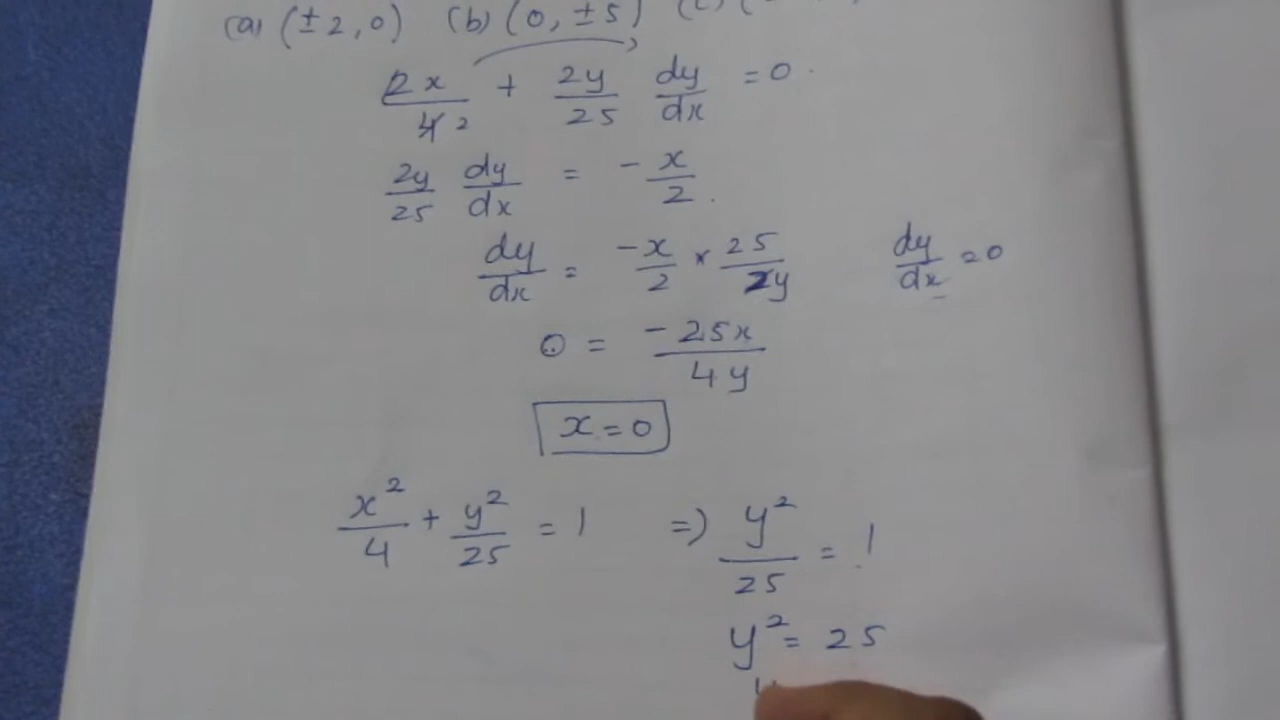 (a) (±2,0) (b) (0, ±5) (c) (
2x/4 2 + 2y/25 dy/dx = 0
2y/25 dy/dx = -x/2.
dy/dx = -x/2 × 25/2y dy/dx = 0
0 = -25x/4y
x = 0
x²/4 + y²/25 = 1 => y²/25 = 1
y² = 25